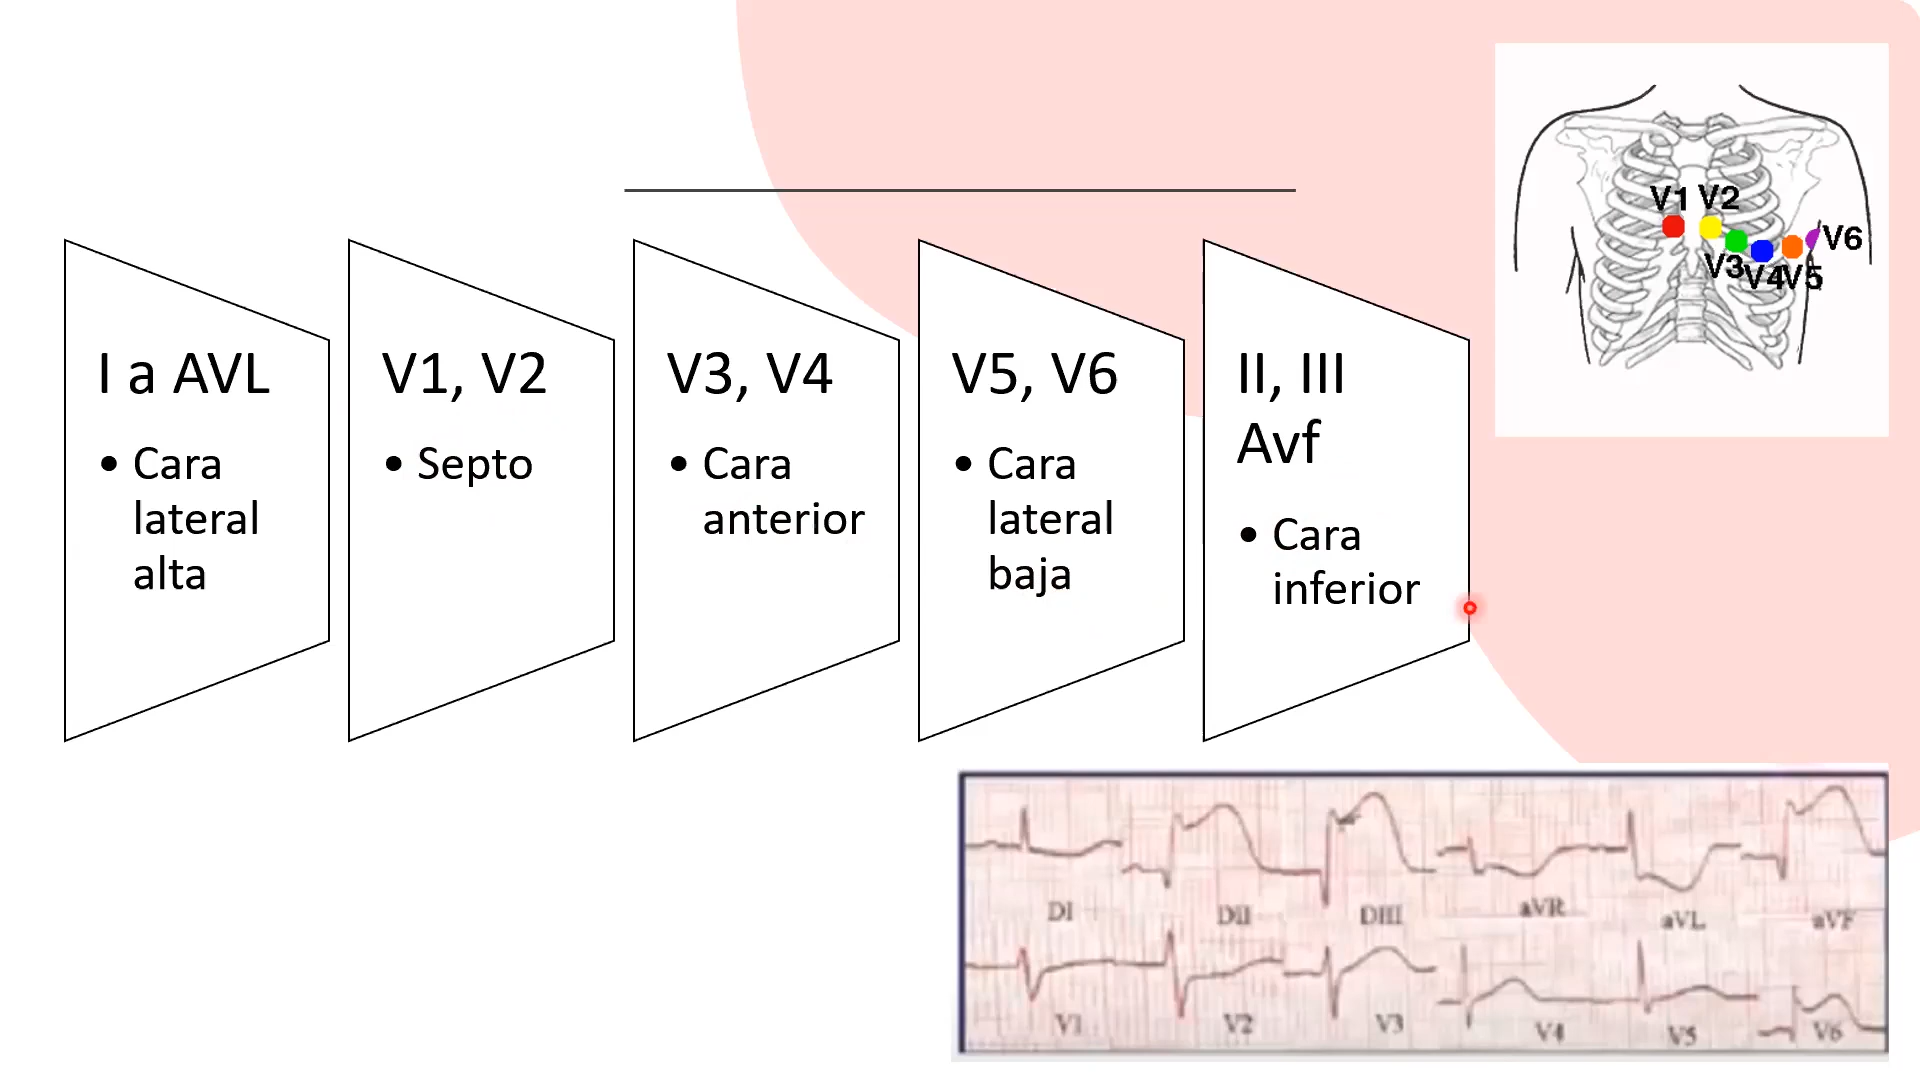 I a AVL
• Cara
lateral
alta
V1, V2
• Septo
V3, V4
• Cara
anterior
V5, V6
• Cara
lateral
baja
II, III
Avf
• Cara
inferior
V1 V2
V6
V3 V4 V5
DI
DII
DIII
aVR
aVL
aVF
V1
V2
V3
V4
V5
V6